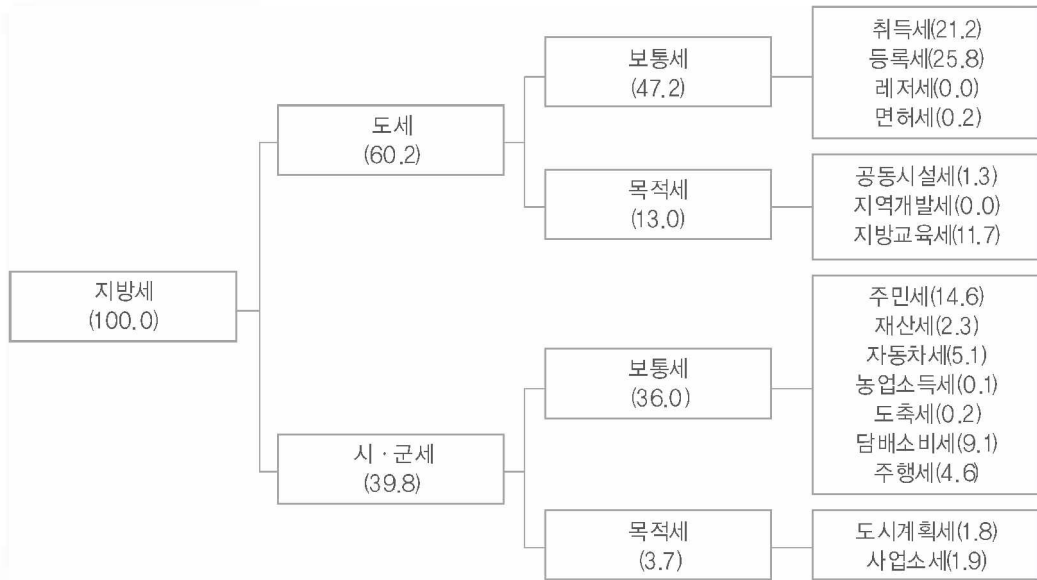 지방세
(100.0)
도세
(60.2)
보통세
(47.2)
취득세(21.2)
등록세(25.8)
레저세(0.0)
면허세(0.2)
목적세
(13.0)
공동시설세(1.3)
지역개발세(0.0)
지방교육세(11.7)
시·군세
(39.8)
보통세
(36.0)
주민세(14.6)
재산세(2.3)
자동차세(5.1)
농업소득세(0.1)
도축세(0.2)
담배소비세(9.1)
주행세(4.6)
목적세
(3.7)
도시계획세(1.8)
사업소세(1.9)